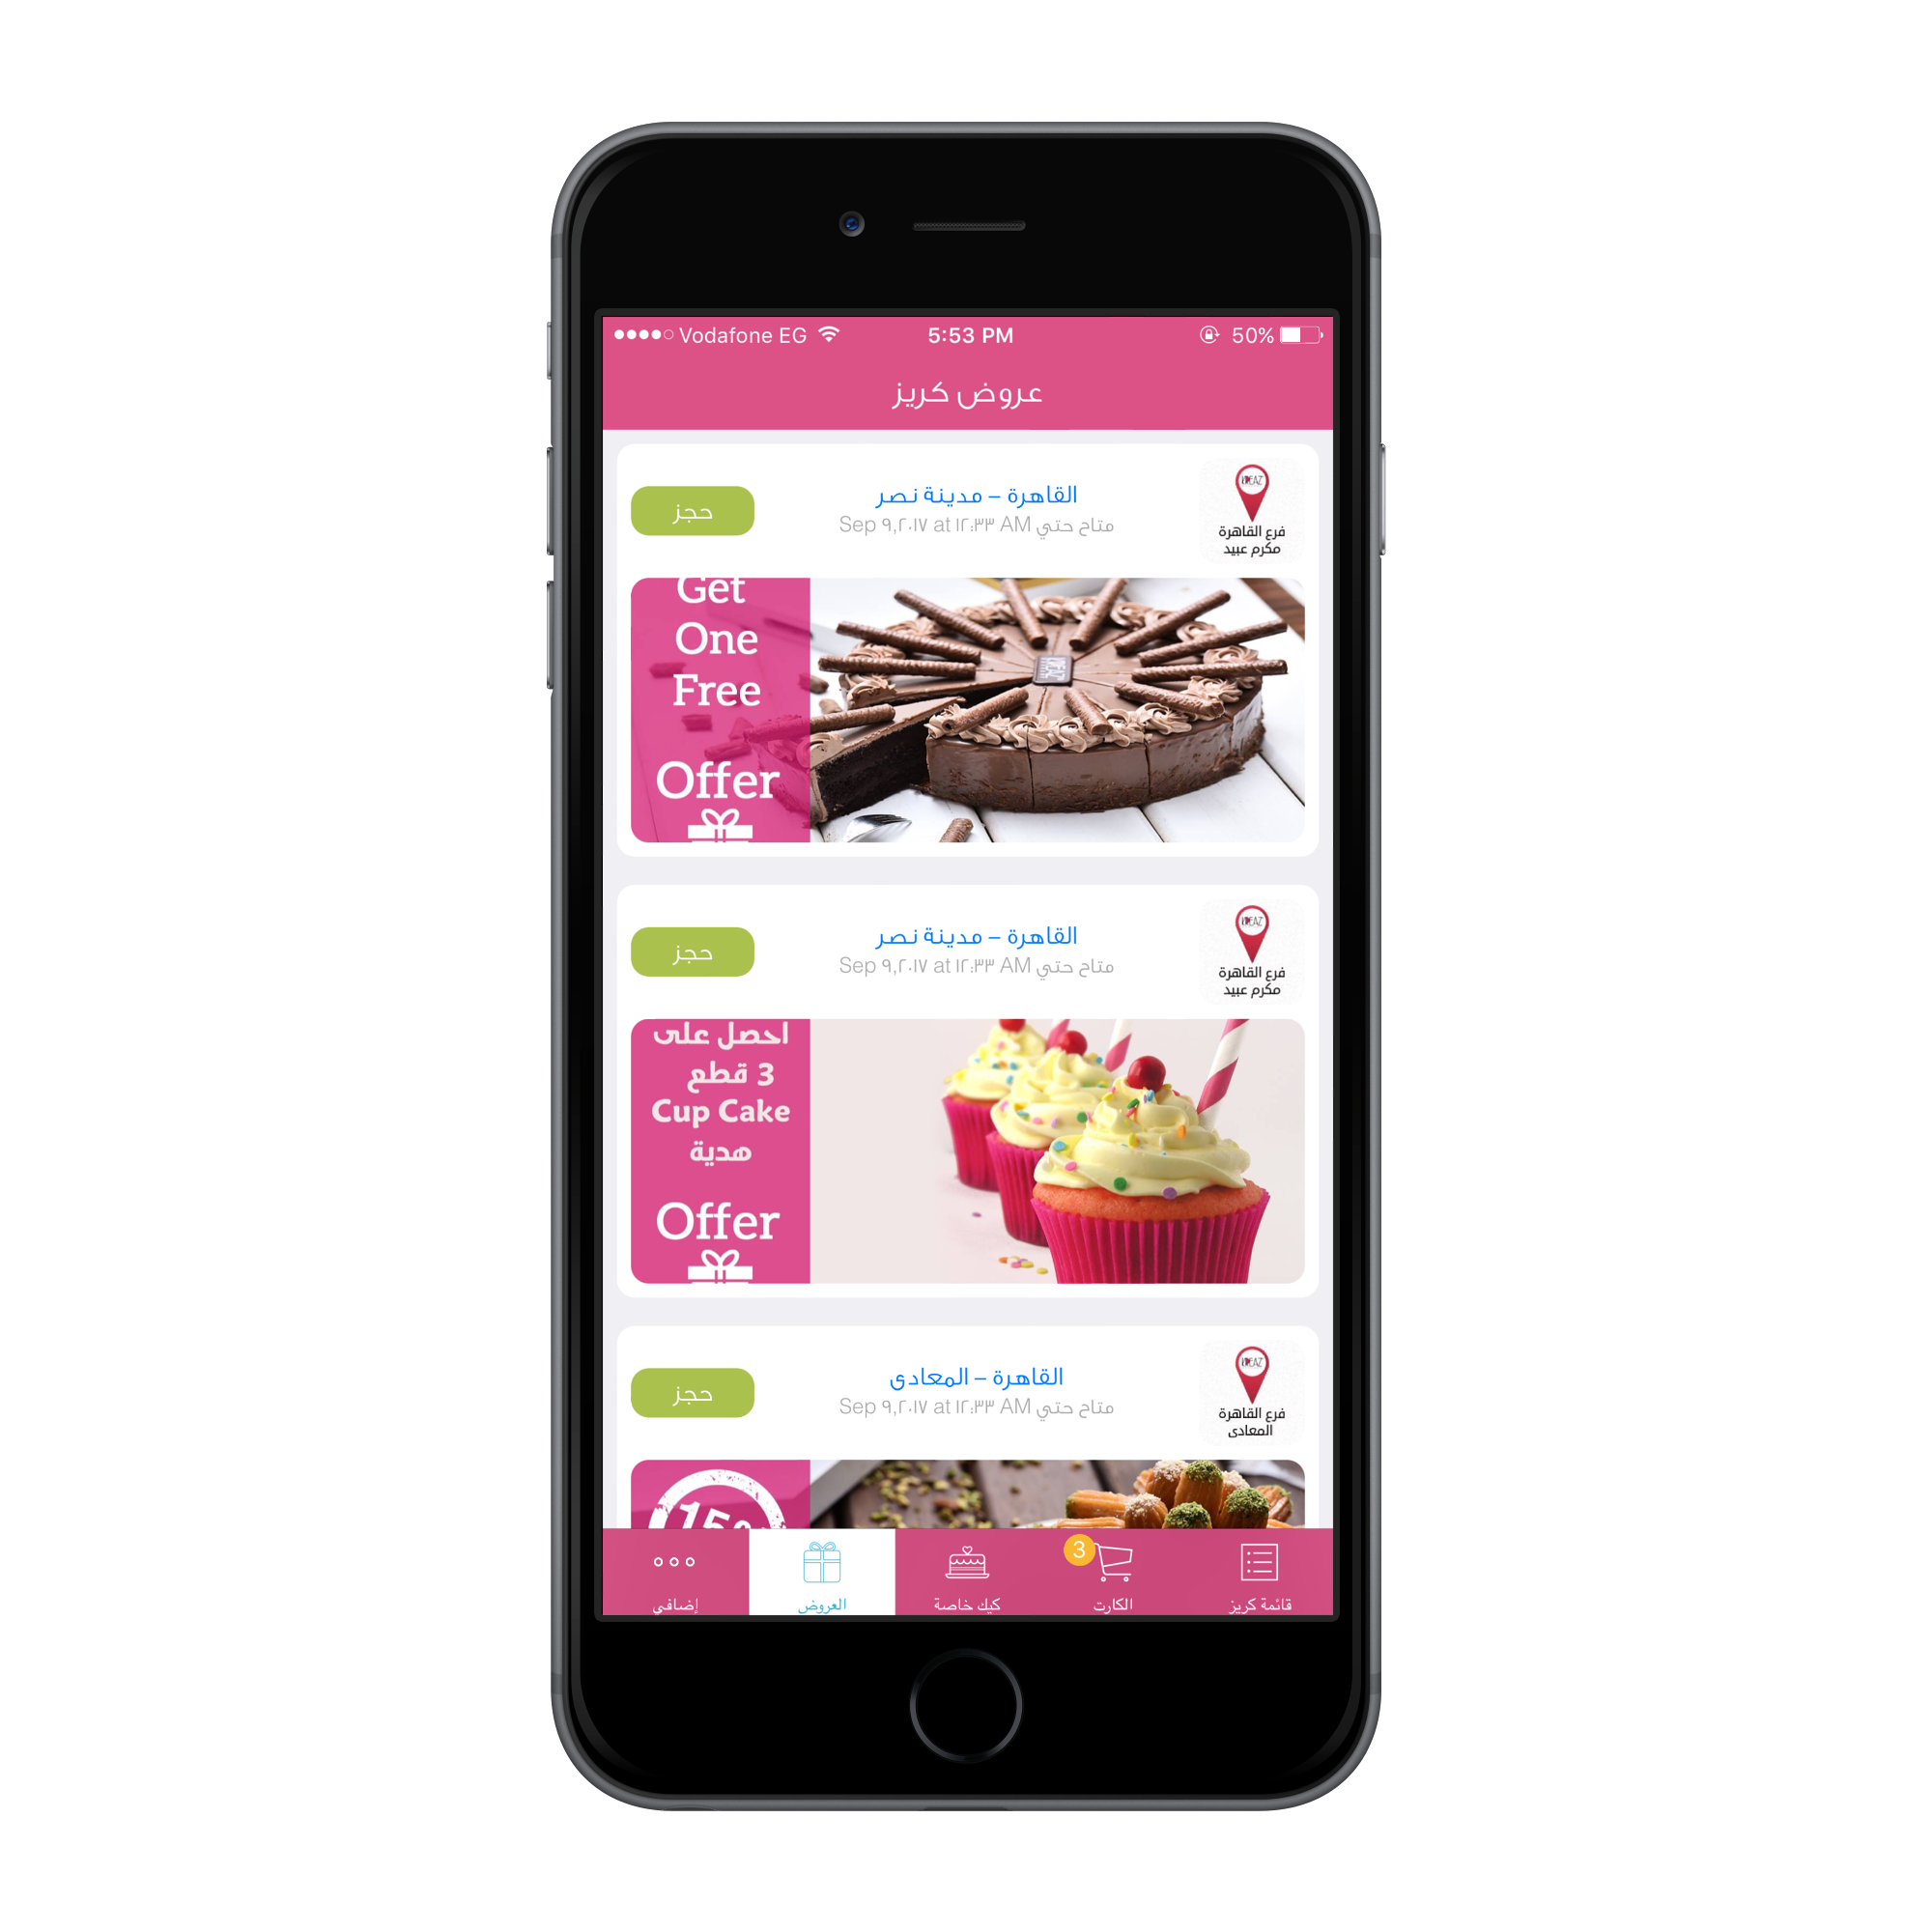 Vodafone EG
5:53 PM
50%
عروض كريز
القاهرة – مدينة نصر
متاح حتي Sep ٩,٢٠١٧ at ١٢:٣٣ AM
حجز
فرع القاهرة
مكرم عبيد
Get
One
Free
Offer
القاهرة – مدينة نصر
متاح حتي Sep ٩,٢٠١٧ at ١٢:٣٣ AM
حجز
فرع القاهرة
مكرم عبيد
احصل على
3 قطع
Cup Cake
هدية
Offer
القاهرة – المعادى
متاح حتي Sep ٩,٢٠١٧ at ١٢:٣٣ AM
حجز
فرع القاهرة
المعادى
3
قائمة كريز
الكارت
كيك خاصة
العروض
إضافي